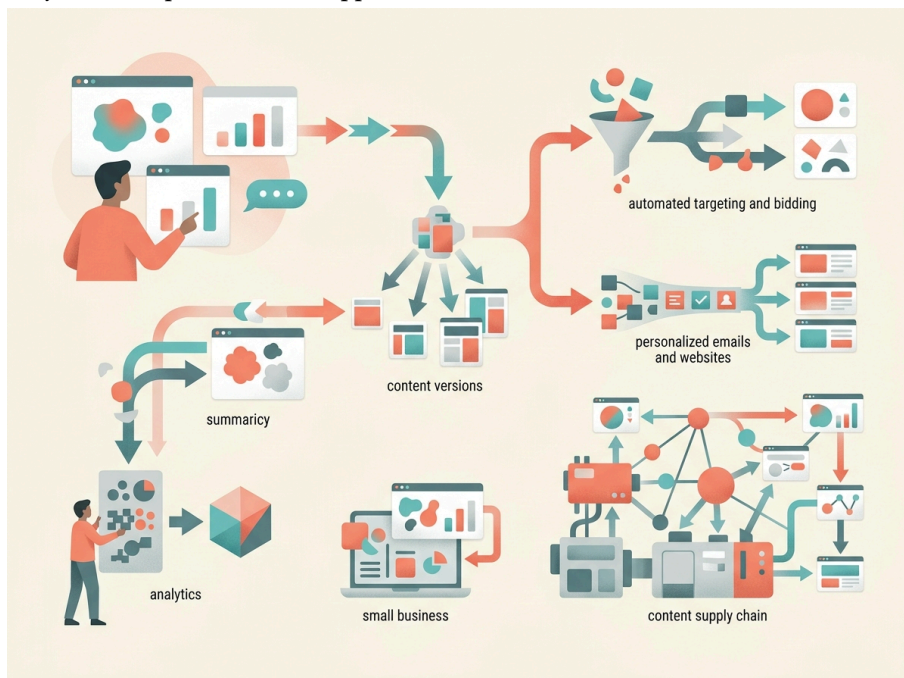 automated targeting and bidding
personalized emails
and websites
content versions
summaricy
analytics
small business
content supply chain